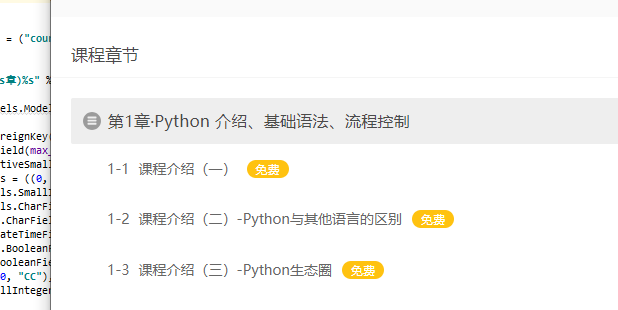 = ("cour
课程章节
s章)%s" %
els.Model
第1章·Python 介绍、基础语法、流程控制
reignKey(
ield(max_
1-1 课程介绍（一） 免费
tiveSmall
s = ((0,
ls.SmallI
ls.CharFi
1-2 课程介绍（二）-Python与其他语言的区别 免费
.CharFiel
ateTimeFi
.BooleanF
ooleanFie
1-3 课程介绍（三）-Python生态圈 免费
0, "CC"),
llInteger